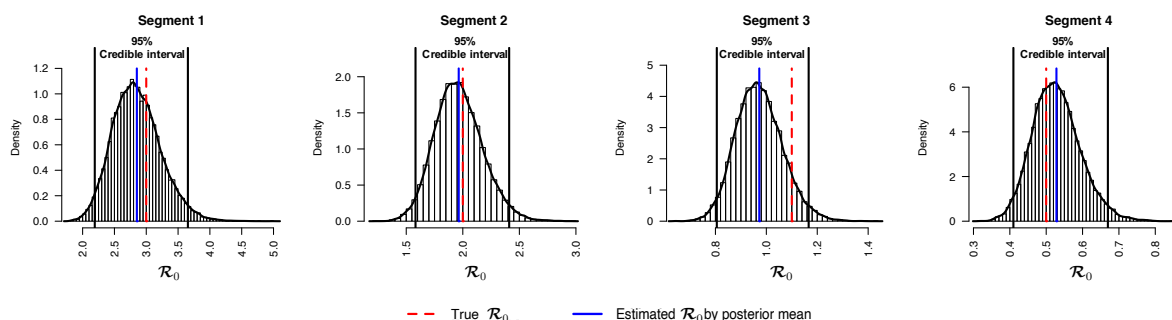 Segment 1
95%
Credible interval
1.2
1.0
0.8
0.6
0.4
0.2
0.0
Density
2.0 2.5 3.0 3.5 4.0 4.5 5.0
R₀
Segment 2
95%
Credible interval
2.0
1.5
1.0
0.5
0.0
Density
1.5 2.0 2.5 3.0
R₀
Segment 3
95%
Credible interval
5
4
3
2
1
0
Density
0.8 1.0 1.2 1.4
R₀
Segment 4
95%
Credible interval
6
4
2
0
Density
0.3 0.4 0.5 0.6 0.7 0.8
R₀
True R₀
Estimated R₀ by posterior mean